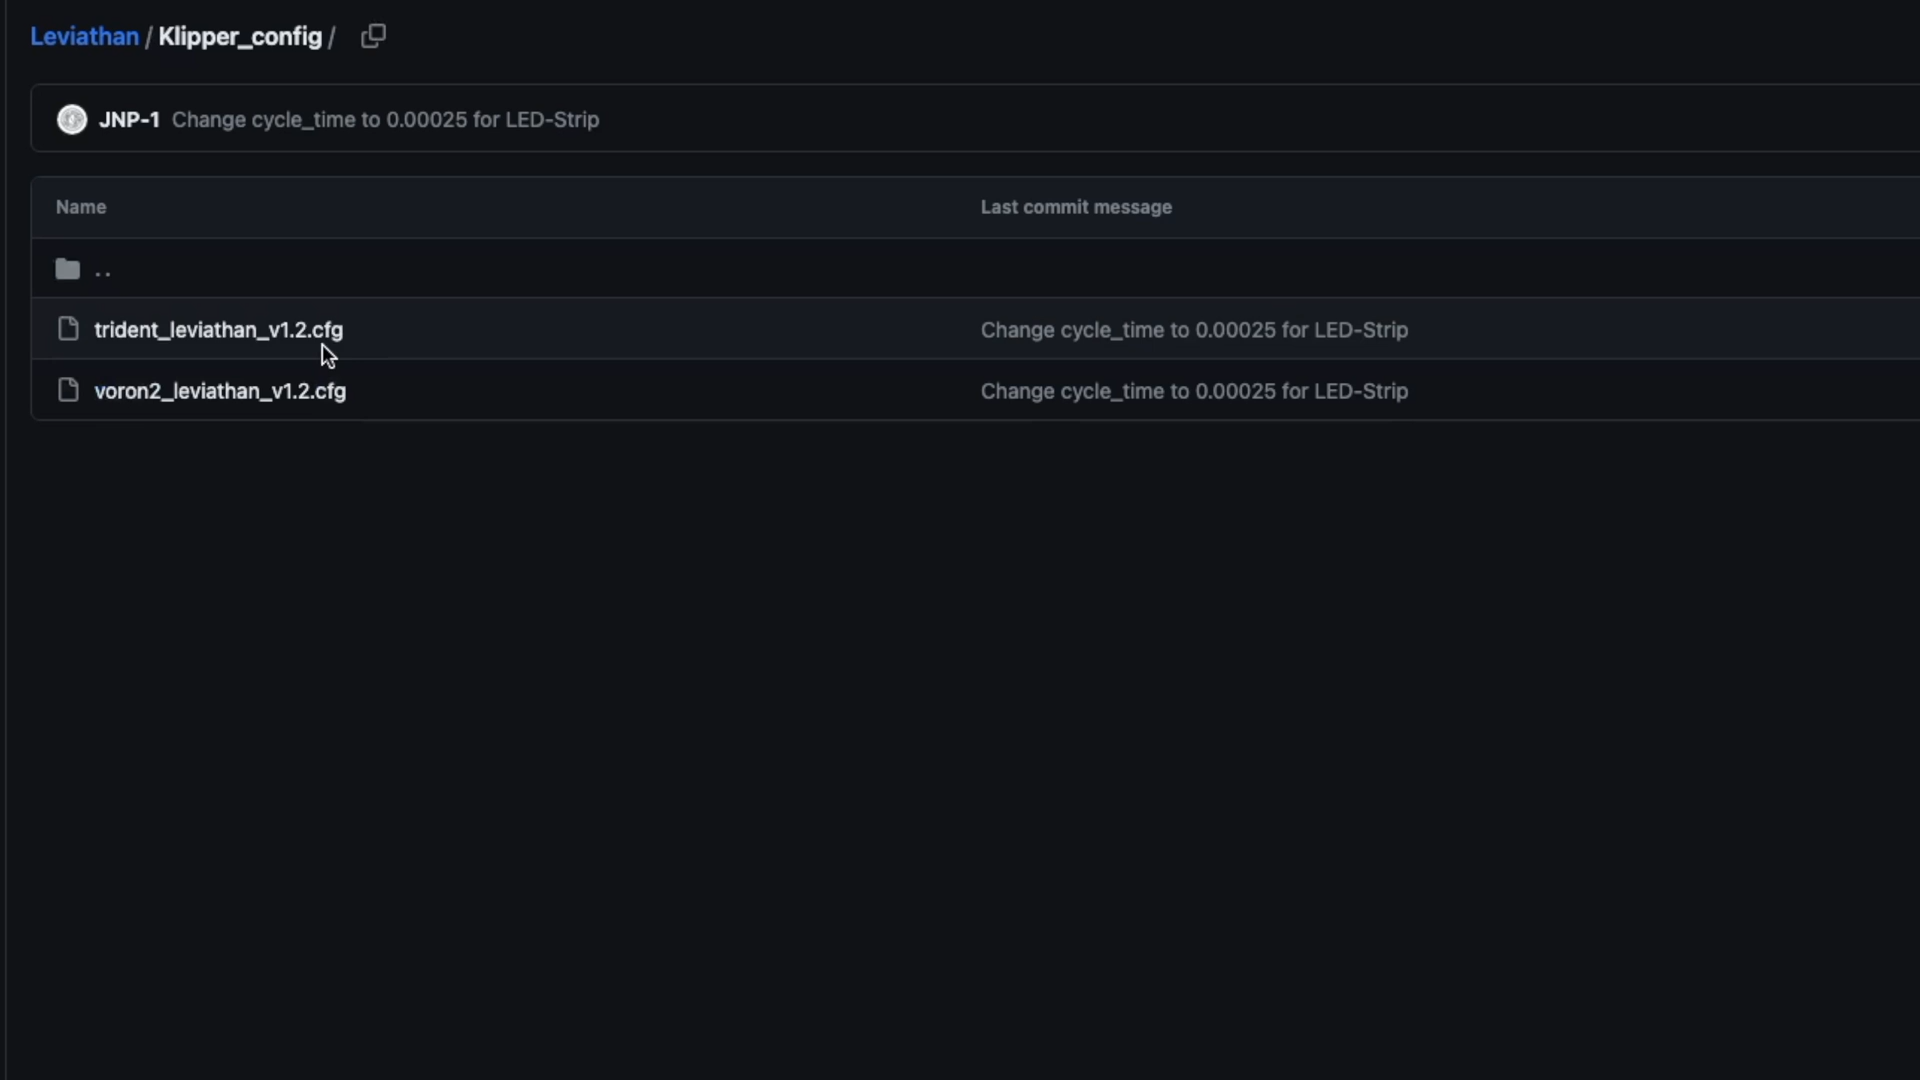 Leviathan / Klipper_config /
JNP-1 Change cycle_time to 0.00025 for LED-Strip
Name Last commit message
..
trident_leviathan_v1.2.cfg Change cycle_time to 0.00025 for LED-Strip
voron2_leviathan_v1.2.cfg Change cycle_time to 0.00025 for LED-Strip